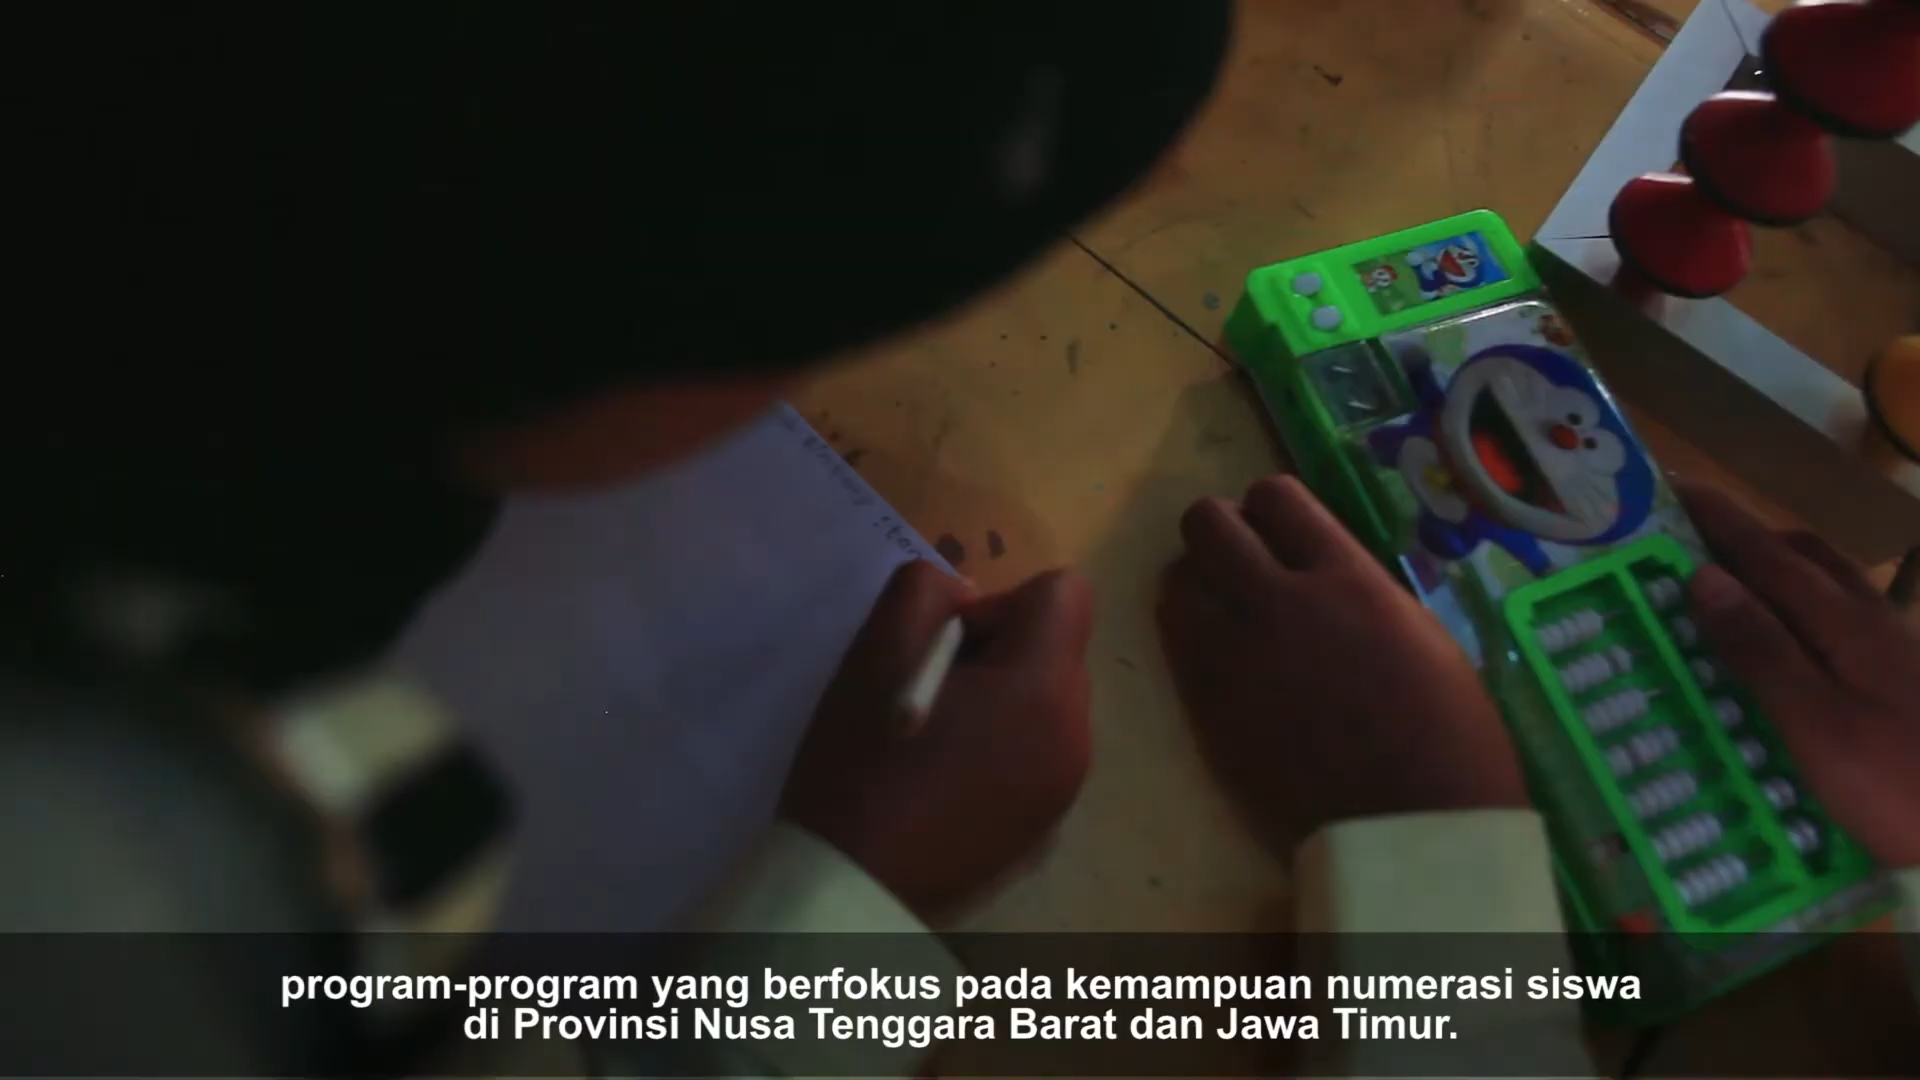 program-program yang berfokus pada kemampuan numerasi siswa
di Provinsi Nusa Tenggara Barat dan Jawa Timur.